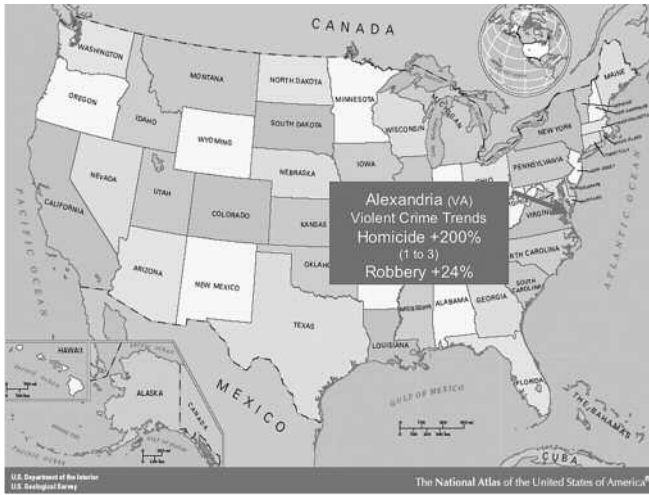 CANADA
WASHINGTON
MONTANA
NORTH DAKOTA
MINNESOTA
MAINE
OREGON
IDAHO
SOUTH DAKOTA
WISCONSIN
MICHIGAN
NEW YORK
WYOMING
NEBRASKA
IOWA
PENNSYLVANIA
NEVADA
UTAH
COLORADO
KANSAS
CALIFORNIA
Alexandria (VA)
Violent Crime Trends
Homicide +200%
(1 to 3)
Robbery +24%
ARIZONA
NEW MEXICO
TEXAS
SOUTH CAROLINA
MISSISSIPPI
ALABAMA
GEORGIA
LOUISIANA
FLORIDA
PACIFIC OCEAN
ATLANTIC OCEAN
HAWAII
ALASKA
CANADA
MEXICO
GULF OF MEXICO
THE BAHAMAS
CUBA
U.S. Department of the Interior
U.S. Geological Survey
The National Atlas of the United States of America®